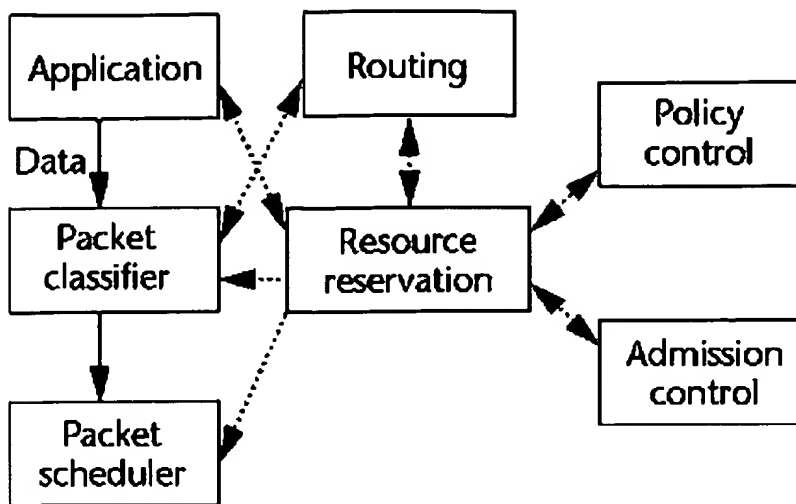 Application
Routing
Policy
control
Data
Packet
classifier
Resource
reservation
Admission
control
Packet
scheduler